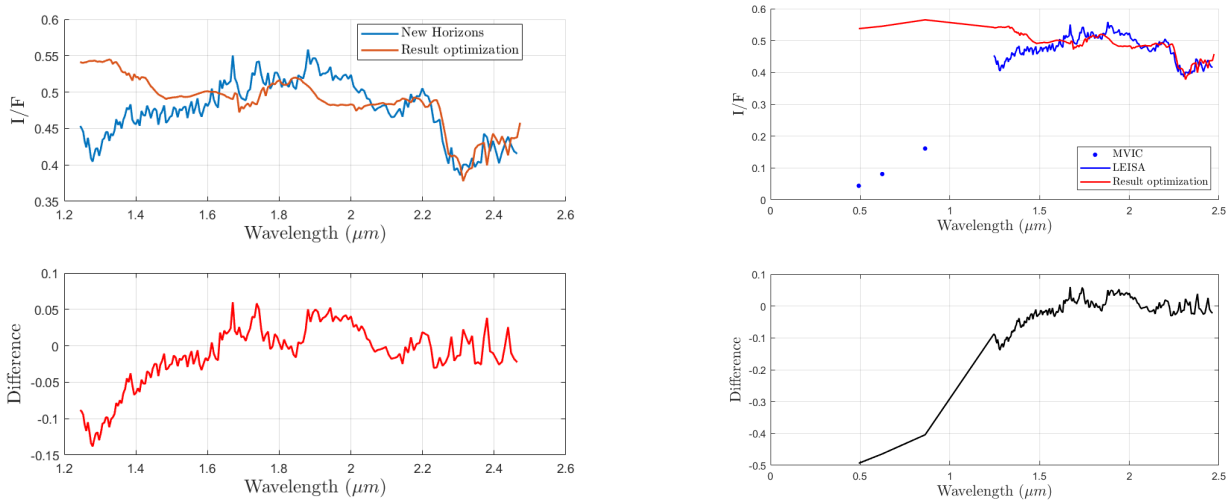 0.6
0.55
0.5
0.45
0.4
0.35
I/F
New Horizons
Result optimization
1.2 1.4 1.6 1.8 2 2.2 2.4 2.6
Wavelength (μm)
0.1
0.05
0
-0.05
-0.1
-0.15
Difference
1.2 1.4 1.6 1.8 2 2.2 2.4 2.6
Wavelength (μm)
0.6
0.5
0.4
0.3
0.2
0.1
0
I/F
MVIC
LEISA
Result optimization
0 0.5 1 1.5 2 2.5
Wavelength (μm)
0.1
0
-0.1
-0.2
-0.3
-0.4
-0.5
Difference
0 0.5 1 1.5 2 2.5
Wavelength (μm)